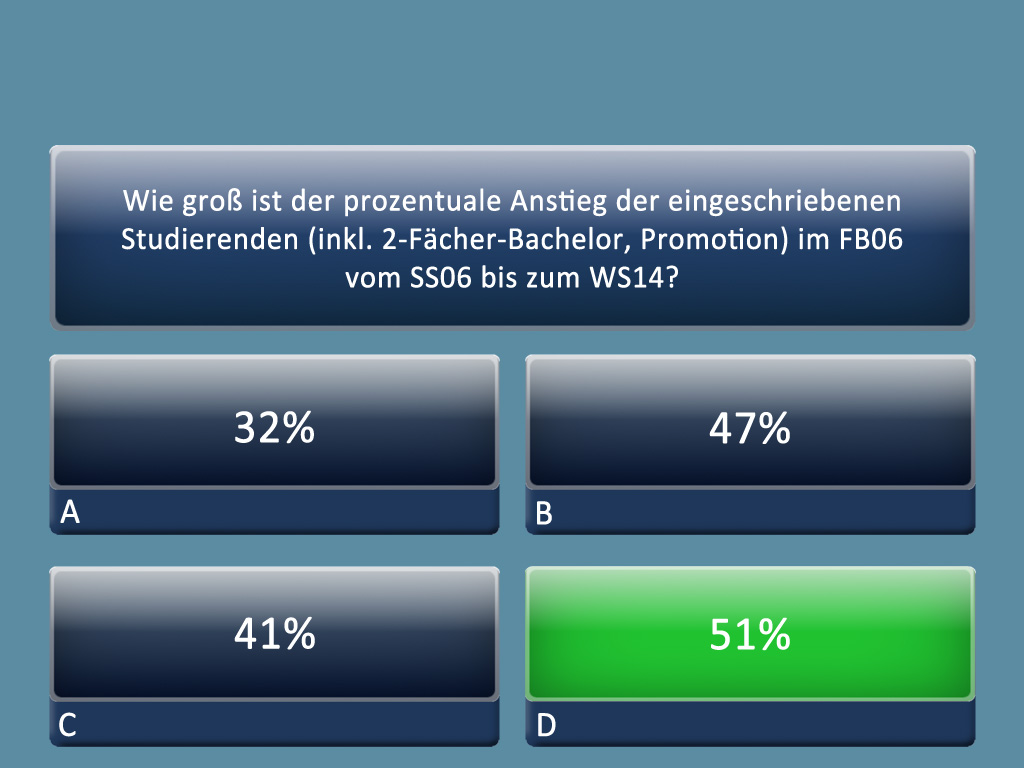 Wie groß ist der prozentuale Anstieg der eingeschriebenen
Studierenden (inkl. 2-Fächer-Bachelor, Promotion) im FB06
vom SS06 bis zum WS14?
32%
A
47%
B
41%
C
51%
D